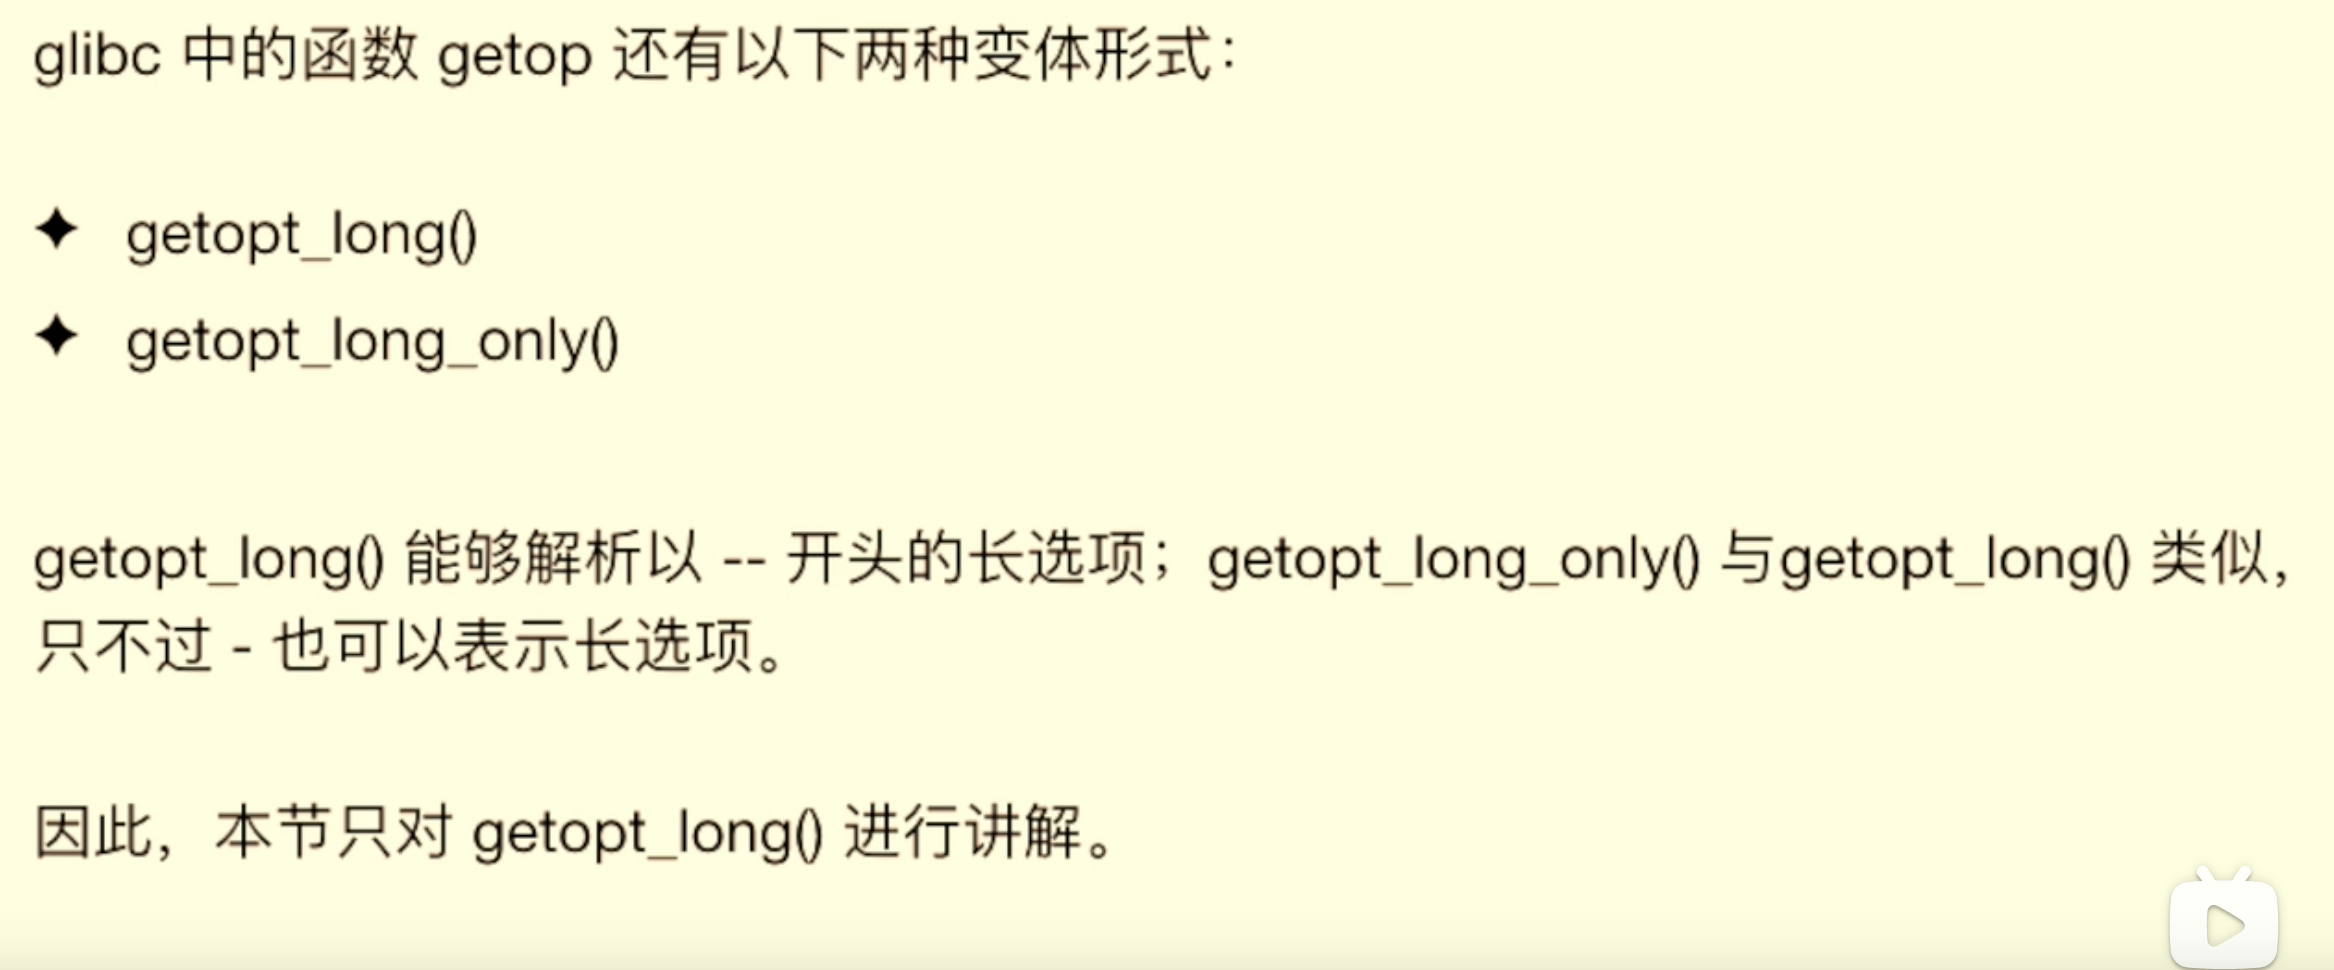 glibc 中的函数 getop 还有以下两种变体形式：
✦ getopt_long()
✦ getopt_long_only()
getopt_long() 能够解析以 -- 开头的长选项；getopt_long_only() 与getopt_long() 类似，
只不过 - 也可以表示长选项。
因此，本节只对 getopt_long() 进行讲解。